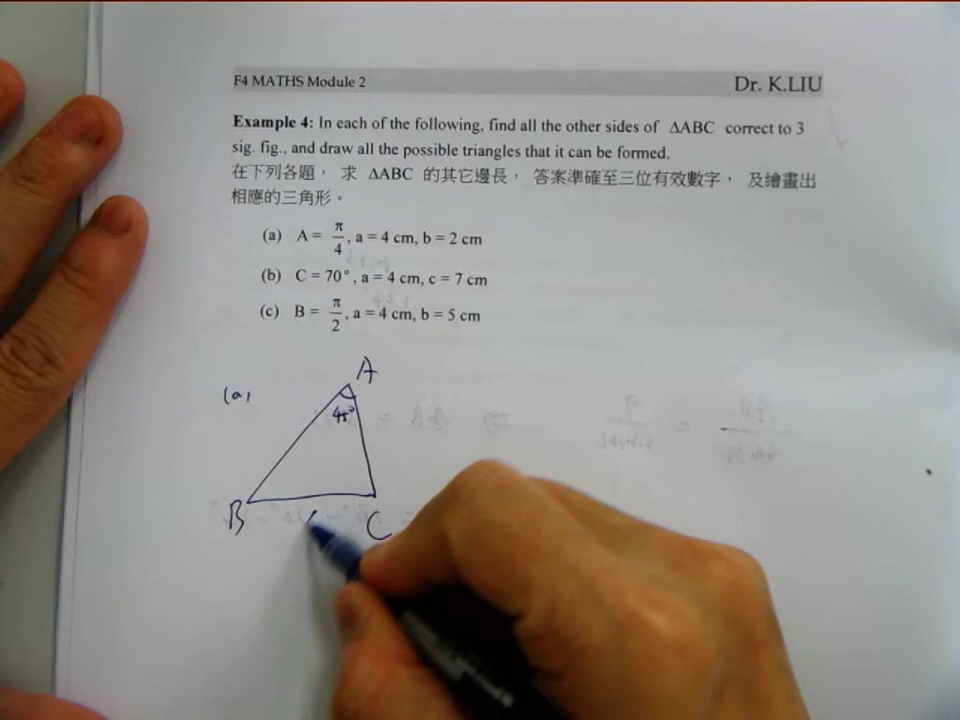 F4 MATHS Module 2 Dr. K.LIU
Example 4: In each of the following, find all the other sides of ΔABC correct to 3
sig. fig., and draw all the possible triangles that it can be formed.
在下列各題， 求 ΔABC 的其它邊長， 答案準確至三位有效數字， 及繪畫出
相應的三角形。
(a) A = π/4, a = 4 cm, b = 2 cm
(b) C = 70°, a = 4 cm, c = 7 cm
(c) B = π/2, a = 4 cm, b = 5 cm
(a)
A
45°
B
C